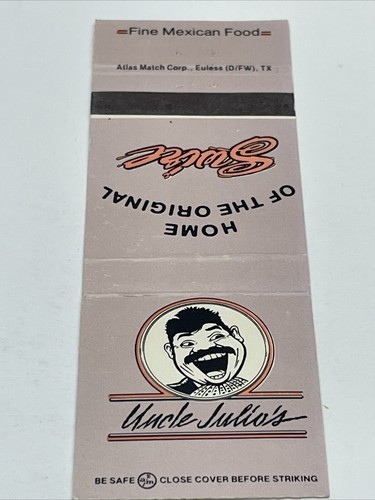 Fine Mexican Food
Atlas Match Corp., Euless (D/FW), TX
HOME
OF THE ORIGINAL
Swirl
Uncle Julio's
BE SAFE CLOSE COVER BEFORE STRIKING